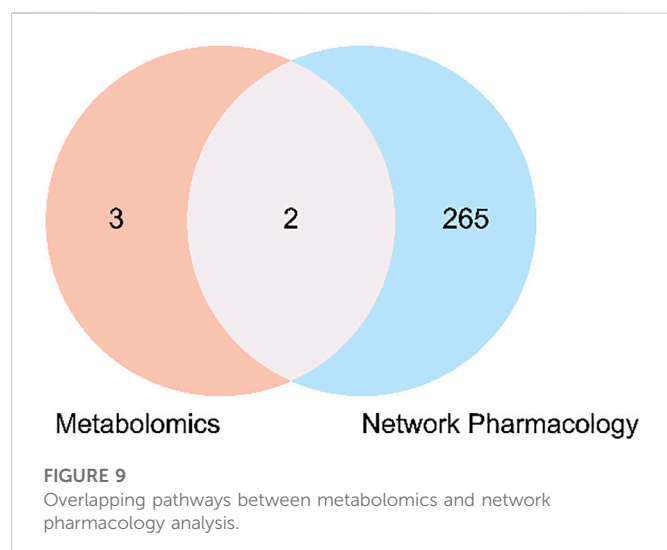 3
2
265
Metabolomics
Network Pharmacology
FIGURE 9
Overlapping pathways between metabolomics and network
pharmacology analysis.